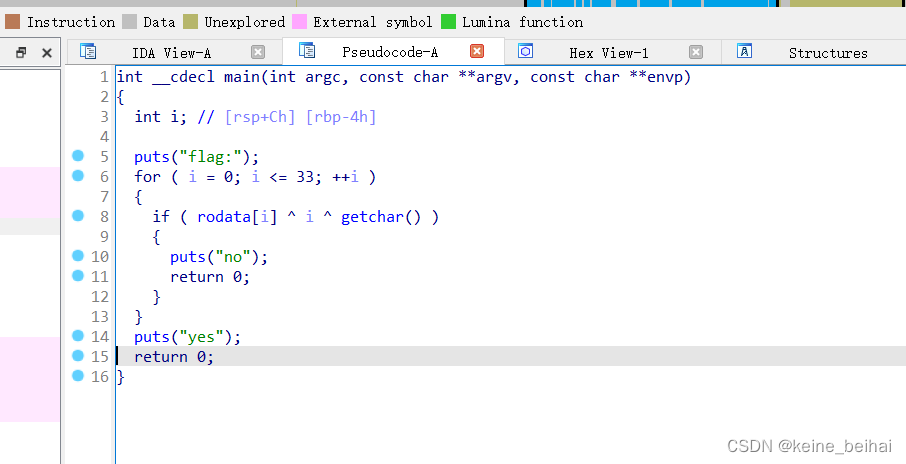 Instruction Data Unexplored External symbol Lumina function
IDA View-A Pseudocode-A Hex View-1 Structures
1 int __cdecl main(int argc, const char **argv, const char **envp)
2 {
3 int i; // [rsp+Ch] [rbp-4h]
4
5 puts("flag:");
6 for ( i = 0; i <= 33; ++i )
7 {
8 if ( rodata[i] ^ i ^ getchar() )
9 {
10 puts("no");
11 return 0;
12 }
13 }
14 puts("yes");
15 return 0;
16 }
CSDN @keine_beihai